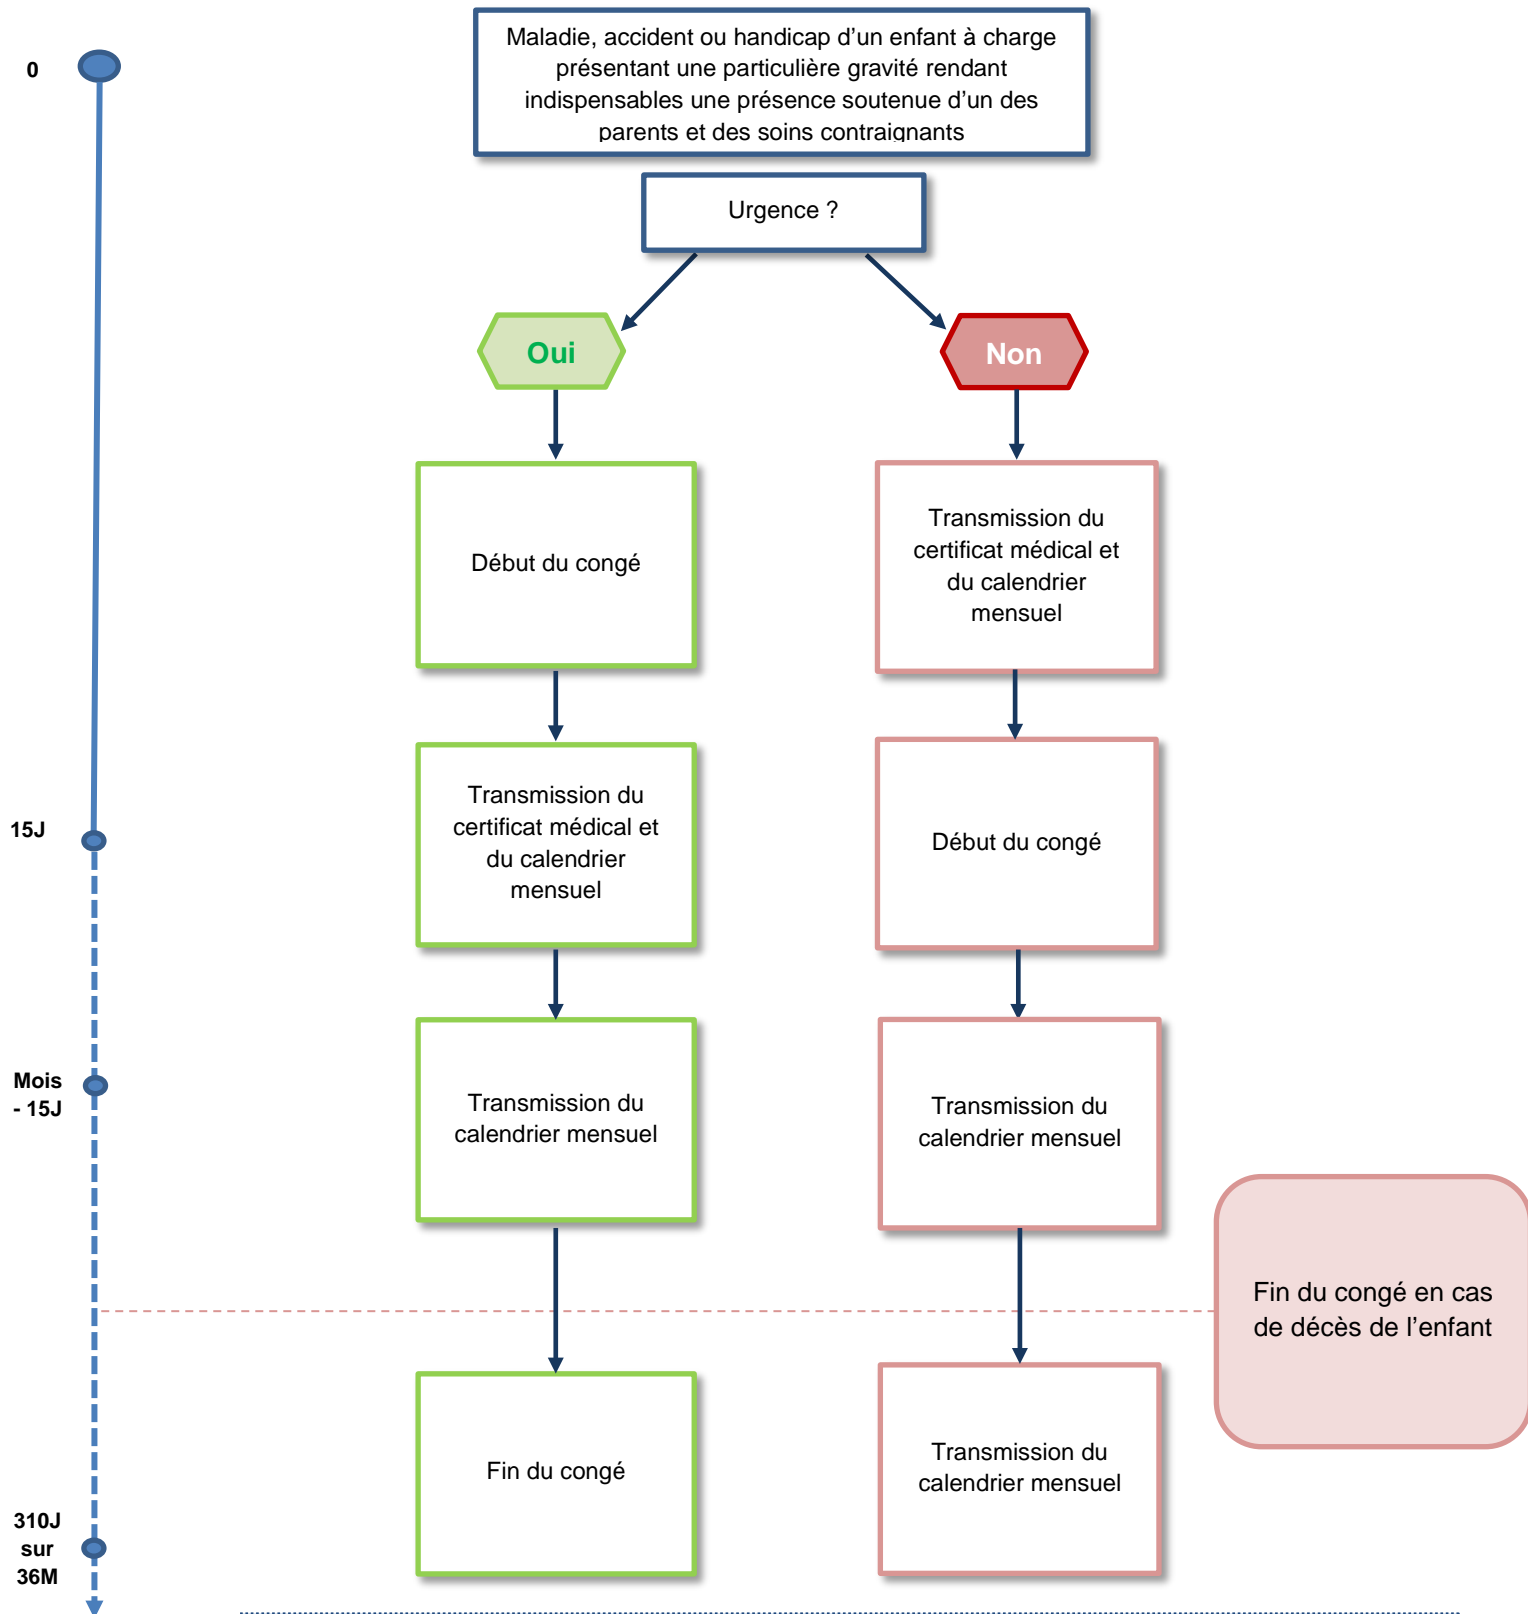 0
Maladie, accident ou handicap d’un enfant à charge
présentant une particulière gravité rendant
indispensables une présence soutenue d’un des
parents et des soins contraignants
Urgence ?
Oui
Non
Début du congé
Transmission du
certificat médical et
du calendrier
mensuel
15J
Transmission du
certificat médical et
du calendrier
mensuel
Début du congé
Mois
- 15J
Transmission du
calendrier mensuel
Transmission du
calendrier mensuel
Fin du congé en cas
de décès de l’enfant
Fin du congé
Transmission du
calendrier mensuel
310J
sur
36M